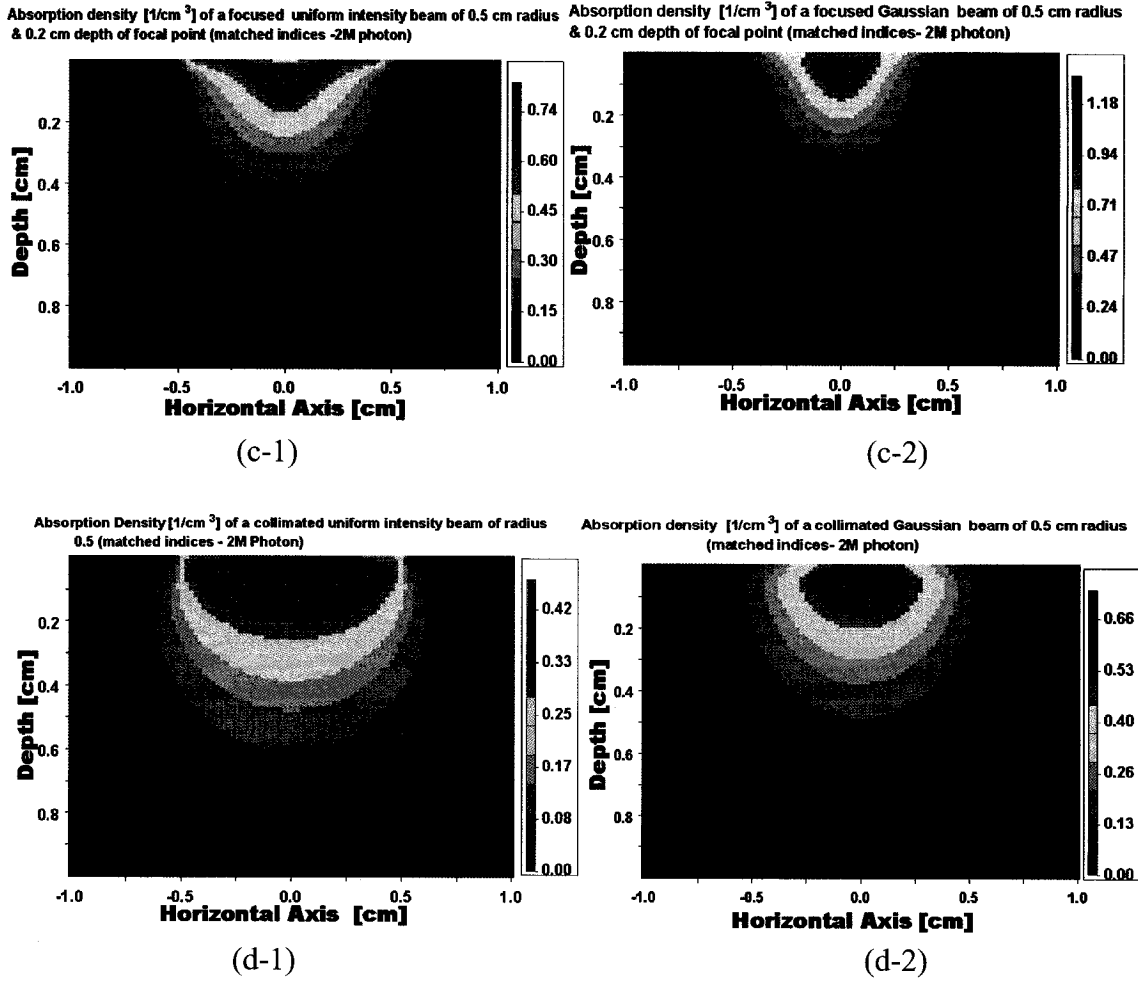 Absorption density [1/cm 3] of a focused uniform intensity beam of 0.5 cm radius
& 0.2 cm depth of focal point (matched indices -2M photon)
0.2
0.4
0.6
0.8
Depth [cm]
-1.0 -0.5 0.0 0.5 1.0
Horizontal Axis [cm]
0.74
0.60
0.45
0.30
0.15
0.00
(c-1)
Absorption density [1/cm 3] of a focused Gaussian beam of 0.5 cm radius
& 0.2 cm depth of focal point (matched indices- 2M photon)
0.2
0.4
0.6
0.8
Depth [cm]
-1.0 -0.5 0.0 0.5 1.0
Horizontal Axis [cm]
1.18
0.94
0.71
0.47
0.24
0.00
(c-2)
Absorption Density [1/cm 3] of a collimated uniform intensity beam of radius
0.5 (matched indices - 2M Photon)
0.2
0.4
0.6
0.8
Depth [cm]
-1.0 -0.5 0.0 0.5 1.0
Horizontal Axis [cm]
0.42
0.33
0.25
0.17
0.08
0.00
(d-1)
Absorption density [1/cm 3] of a collimated Gaussian beam of 0.5 cm radius
(matched indices- 2M photon)
0.2
0.4
0.6
0.8
Depth [cm]
-1.0 -0.5 0.0 0.5 1.0
Horizontal Axis [cm]
0.66
0.53
0.40
0.26
0.13
0.00
(d-2)